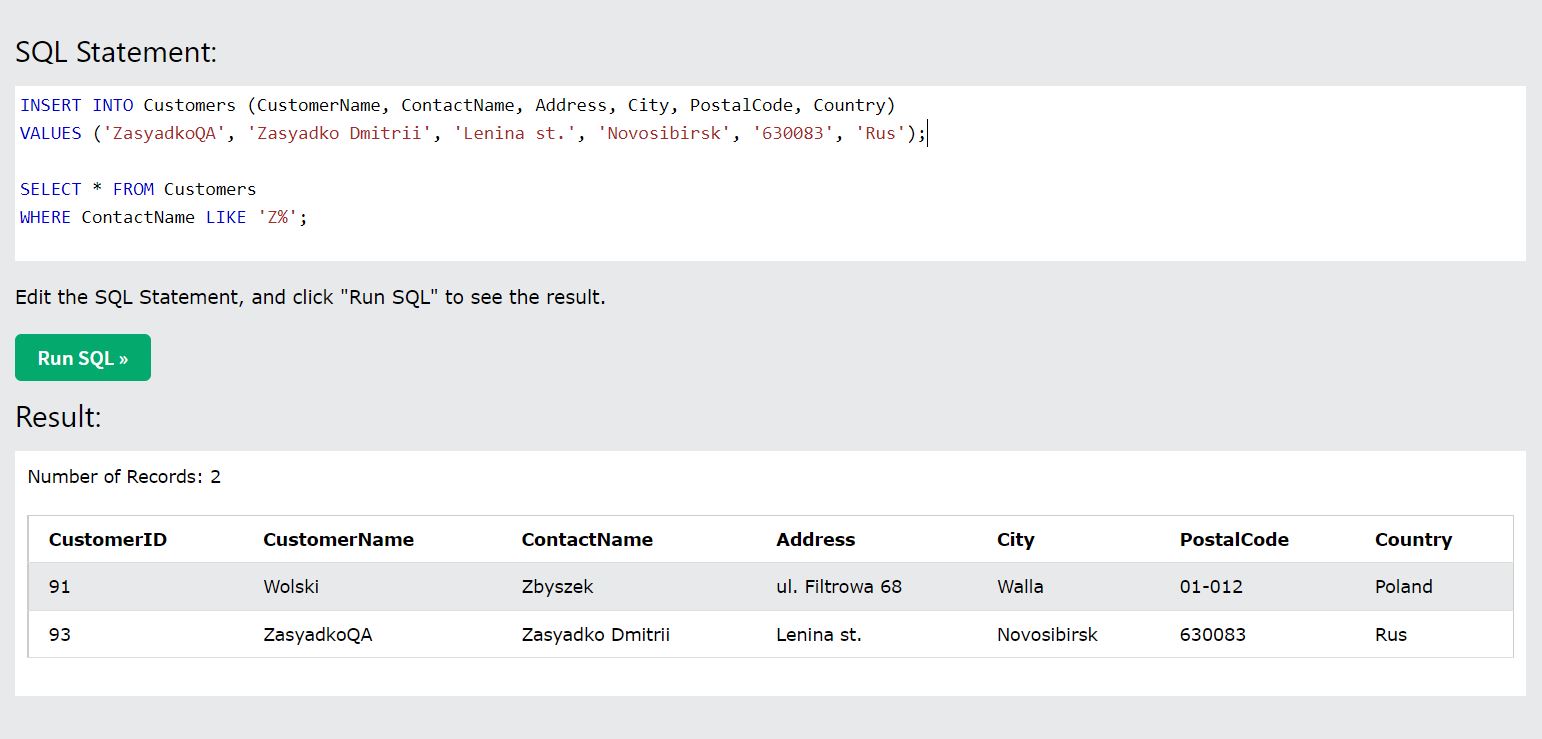 SQL Statement:
INSERT INTO Customers (CustomerName, ContactName, Address, City, PostalCode, Country)
VALUES ('ZasyadkoQA', 'Zasyadko Dmitrii', 'Lenina st.', 'Novosibirsk', '630083', 'Rus');
SELECT * FROM Customers
WHERE ContactName LIKE 'Z%';
Edit the SQL Statement, and click "Run SQL" to see the result.
Run SQL »
Result:
Number of Records: 2
CustomerID CustomerName ContactName Address City PostalCode Country
91 Wolski Zbyszek ul. Filtrowa 68 Walla 01-012 Poland
93 ZasyadkoQA Zasyadko Dmitrii Lenina st. Novosibirsk 630083 Rus